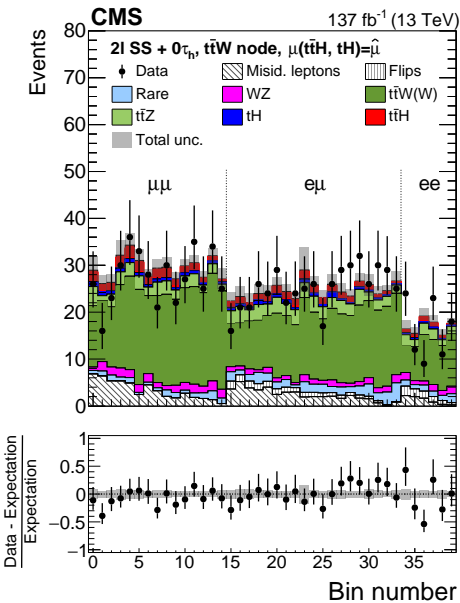 CMS 137 fb⁻¹ (13 TeV)
Events
80
70
60
50
40
30
20
10
0
2l SS + 0τₕ, tt̄W node, μ(tt̄H, tH)=μ̂
Data Misid. leptons Flips
Rare WZ tt̄W(W)
tt̄Z tH tt̄H
Total unc.
μμ eμ ee
Data - Expectation
Expectation
1
0.5
0
−0.5
−1
0 5 10 15 20 25 30 35
Bin number